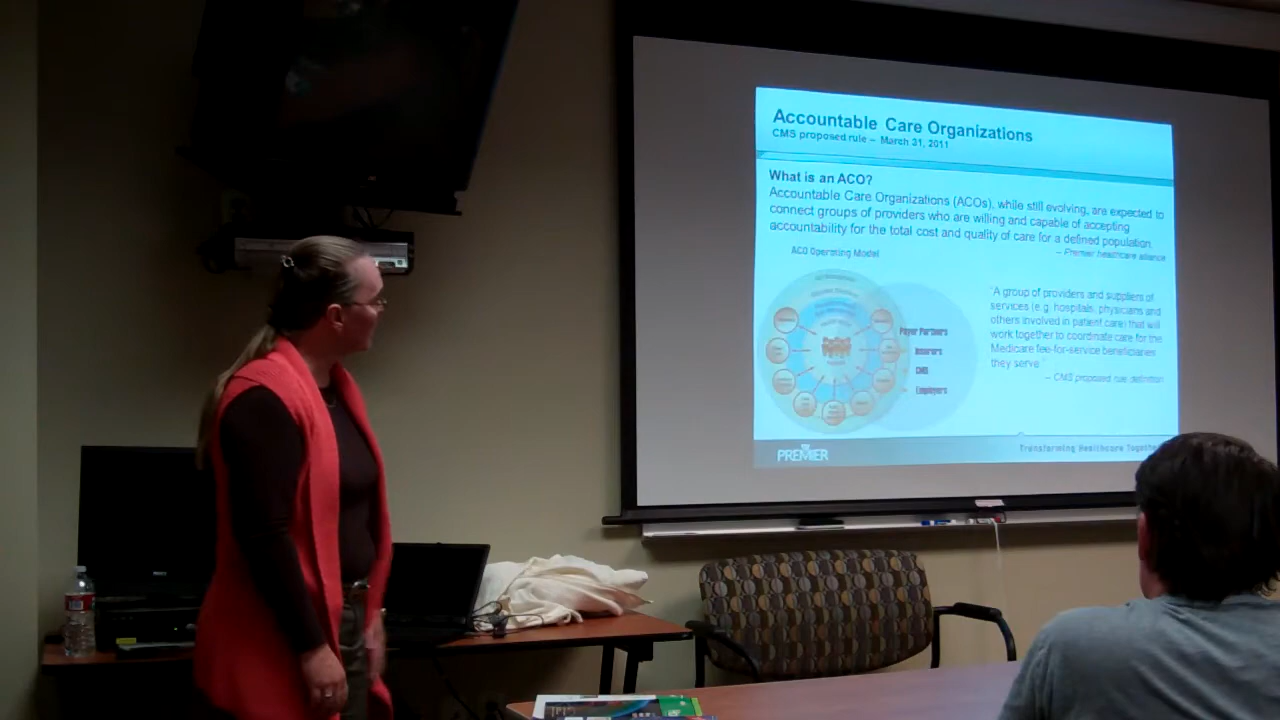 Accountable Care Organizations
CMS proposed rule – March 31, 2011
What is an ACO?
Accountable Care Organizations (ACOs), while still evolving, are expected to
connect groups of providers who are willing and capable of accepting
accountability for the total cost and quality of care for a defined population.
– Premier healthcare alliance
ACO Operating Model
Payer Partners
Insurers
CMS
Employers
"A group of providers and suppliers of
services (e.g. hospitals, physicians and
others involved in patient care) that will
work together to coordinate care for the
Medicare fee-for-service beneficiaries
they serve."
– CMS proposed rule definition
PREMIER
Transforming Healthcare Together